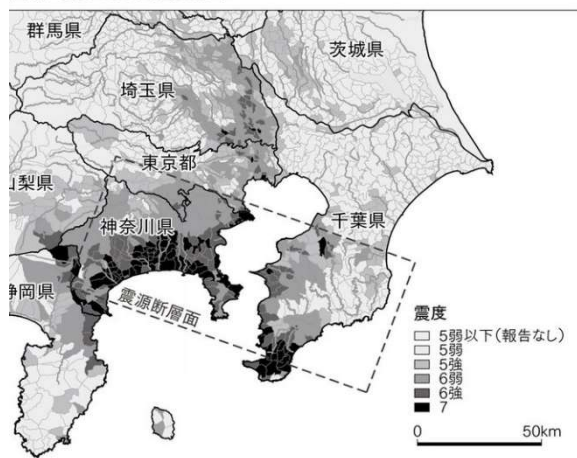 群馬県
茨城県
埼玉県
東京都
山梨県
千葉県
神奈川県
静岡県
震源断層面
震度
5弱以下(報告なし)
5弱
5強
6弱
6強
7
0 50km